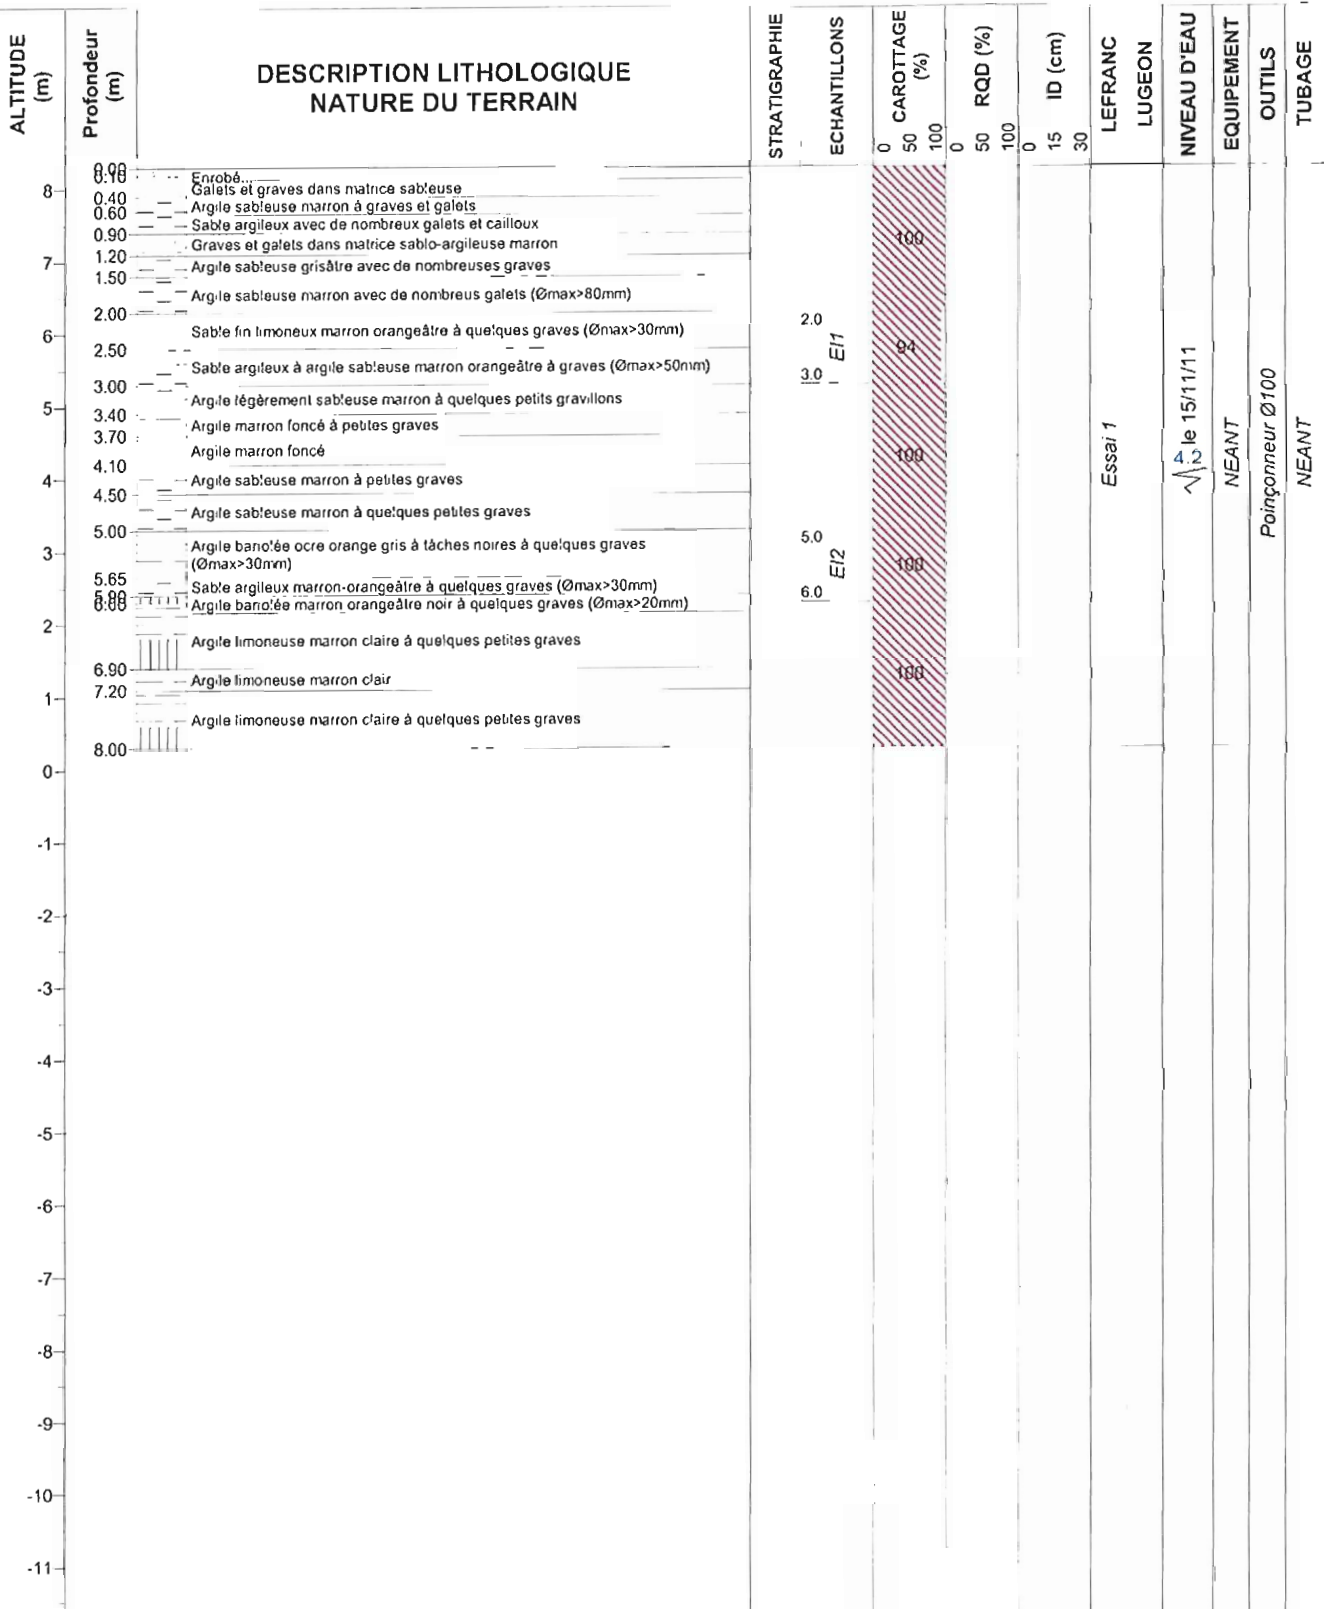 ALTITUDE
(m)
Profondeur
(m)
DESCRIPTION LITHOLOGIQUE
NATURE DU TERRAIN
STRATIGRAPHIE
ECHANTILLONS
CAROTTAGE
(%)
0 50 100
RQD (%)
0 50 100
ID (cm)
0 15 30
LEFRANC
LUGEON
NIVEAU D'EAU
EQUIPEMENT
OUTILS
TUBAGE
0.00
0.10 Enrobé
Galets et graves dans matrice sableuse
0.40 Argile sableuse marron à graves et galets
0.60 Sable argileux avec de nombreux galets et cailloux
0.90 Graves et galets dans matrice sablo-argileuse marron
1.20 Argile sableuse grisâtre avec de nombreuses graves
1.50 Argile sableuse marron avec de nombreus galets (Ømax>80mm)
2.00 Sable fin limoneux marron orangeâtre à quelques graves (Ømax>30mm)
2.50 Sable argileux à argile sableuse marron orangeâtre à graves (Ømax>50mm)
3.00 Argile légèrement sableuse marron à quelques petits gravillons
3.40 Argile marron foncé à petites graves
3.70 Argile marron foncé
4.10 Argile sableuse marron à petites graves
4.50 Argile sableuse marron à quelques petites graves
5.00 Argile bariolée ocre orange gris à tâches noires à quelques graves
(Ømax>30mm)
5.65 Sable argileux marron-orangeâtre à quelques graves (Ømax>30mm)
5.90 Argile bariolée marron orangeâtre noir à quelques graves (Ømax>20mm)
6.00
Argile limoneuse marron claire à quelques petites graves
6.90 Argile limoneuse marron clair
7.20
Argile limoneuse marron claire à quelques petites graves
8.00
2.0
EI1
3.0
5.0
EI2
6.0
100
94
100
100
100
Essai 1
4.2 le 15/11/11
NEANT
Poinçonneur Ø100
NEANT
8
7
6
5
4
3
2
1
0
-1
-2
-3
-4
-5
-6
-7
-8
-9
-10
-11